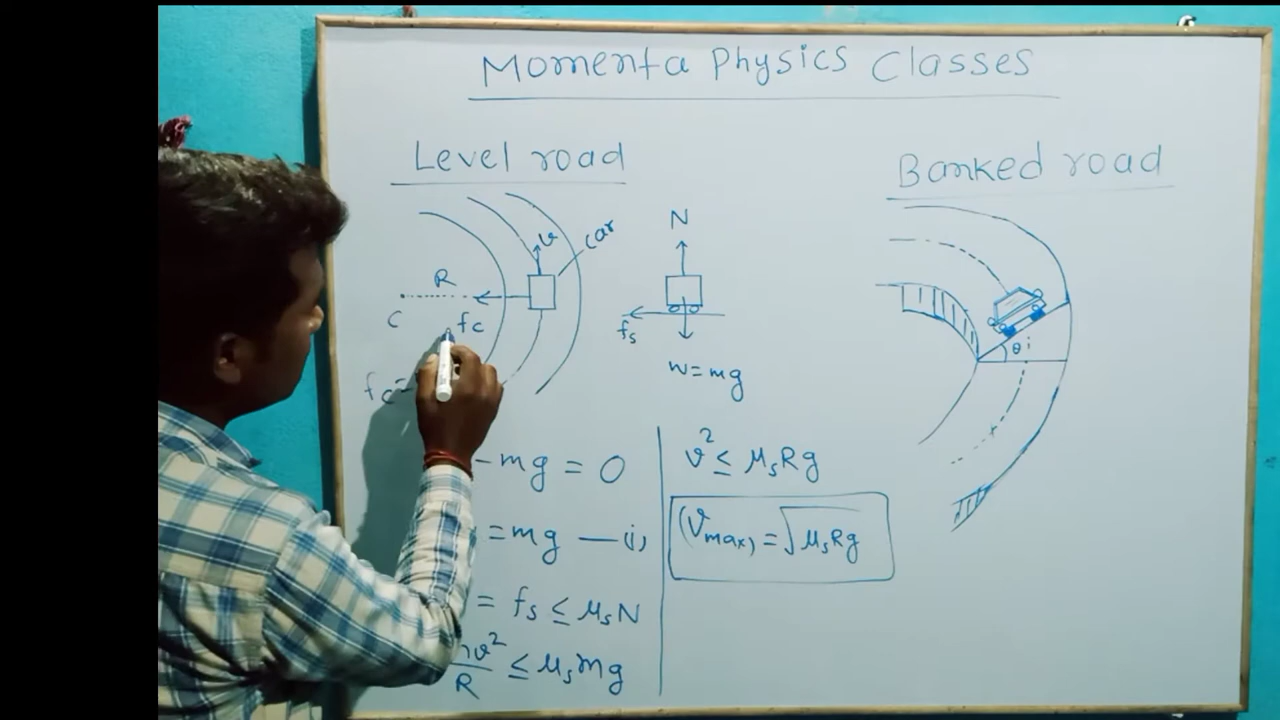 Momenta Physics Classes
Level road
v
car
R
C
fc
fc =
N
fs
w = mg
- mg = 0
= mg — (i)
= fs ≤ μsN
mv²/R ≤ μsmg
v² ≤ μsRg
(Vmax) = √μsRg
Banked road
θ